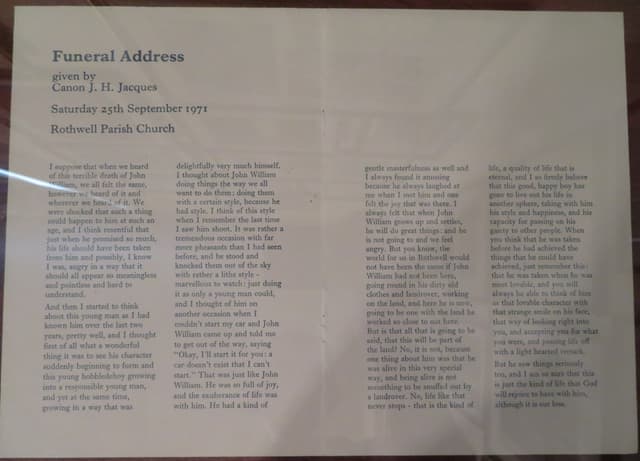 Funeral Address
given by
Canon J. H. Jacques
Saturday 25th September 1971
Rothwell Parish Church
I suppose that when we heard
of this terrible death of John
William, we all felt the same,
however we heard of it and
wherever we heard of it. We
were shocked that such a thing
could happen to him at such an
age, and I think resentful that
just when he promised so much,
his life should have been taken
from him and possibly, I know
I was, angry in a way that it
should all appear so meaningless
and pointless and hard to
understand.
And then I started to think
about this young man as I had
known him over the last two
years, pretty well, and I thought
first of all what a wonderful
thing it was to see his character
suddenly beginning to form and
this young hobbledehoy growing
into a responsible young man,
and yet at the same time,
growing in a way that was
delightfully very much himself.
I thought about John William
doing things the way we all
want to do them; doing them
with a certain style, because he
had style. I think of this style
when I remember the last time
I saw him shoot. It was rather a
tremendous occasion with far
more pheasants than I had seen
before, and he stood and
knocked them out of the sky
with rather a lithe style -
marvellous to watch: just doing
it as only a young man could,
and I thought of him on
another occasion when I
couldn't start my car and John
William came up and told me
to get out of the way, saying
"Okay, I'll start it for you: a
car doesn't exist that I can't
start." That was just like John
William. He was so full of joy,
and the exuberance of life was
with him. He had a kind of
gentle masterfulness as well and
I always found it amusing
because he always laughed at
me when I met him and one
felt the joy that was there. I
always felt that when John
William grows up and settles,
he will do great things: and he
is not going to and we feel
angry. But you know, the
world for us in Rothwell would
not have been the same if John
William had not been here,
going round in his dirty old
clothes and landrover, working
on the land, and here he is now,
going to be one with the land he
worked so close to out here.
But is that all that is going to be
said, that this will be part of
the land? No, it is not, because
one thing about him was that he
was alive in this very special
way, and being alive is not
something to be snuffed out by
a landrover. No, life like that
never stops - that is the kind of
life, a quality of life that is
eternal, and I so firmly believe
that this good, happy boy has
gone to live out his life in
another sphere, taking with him
his style and happiness, and his
capacity for passing on his
gaiety to other people. When
you think that he was taken
before he had achieved the
things that he could have
achieved, just remember this:
that he was taken when he was
most lovable, and you will
always be able to think of him
as that lovable character with
that strange smile on his face,
that way of looking right into
you, and accepting you for what
you were, and passing life off
with a light hearted
But he saw things seriously
too, and I am so sure that this
is just the kind of life that God
will rejoice to have with him,
although it is our loss.